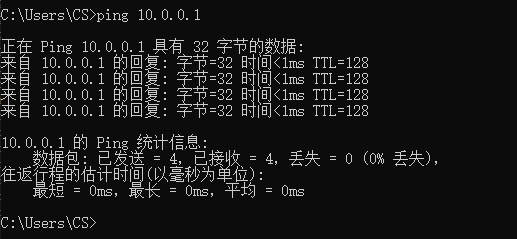 C:\Users\CS>ping 10.0.0.1
正在 Ping 10.0.0.1 具有 32 字节的数据:
来自 10.0.0.1 的回复: 字节=32 时间<1ms TTL=128
来自 10.0.0.1 的回复: 字节=32 时间<1ms TTL=128
来自 10.0.0.1 的回复: 字节=32 时间<1ms TTL=128
来自 10.0.0.1 的回复: 字节=32 时间<1ms TTL=128
10.0.0.1 的 Ping 统计信息:
数据包: 已发送 = 4，已接收 = 4，丢失 = 0 (0% 丢失)，
往返行程的估计时间(以毫秒为单位):
最短 = 0ms，最长 = 0ms，平均 = 0ms
C:\Users\CS>